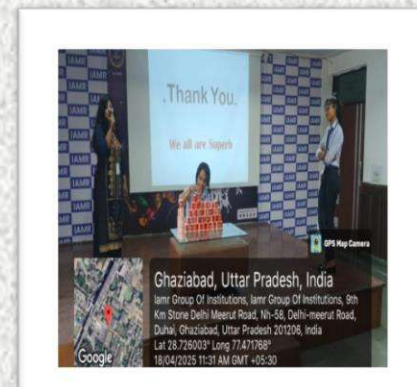 IAMR
.Thank You.
We all are Superb
GPS Map Camera
Ghaziabad, Uttar Pradesh, India
Iamr Group Of Institutions, Iamr Group Of Institutions, 9th
Km Stone Delhi Meerut Road, Nh-58, Delhi-meerut Road,
Duhai, Ghaziabad, Uttar Pradesh 201206, India
Lat 28.726003° Long 77.471768°
18/04/2025 11:31 AM GMT +05:30
Google